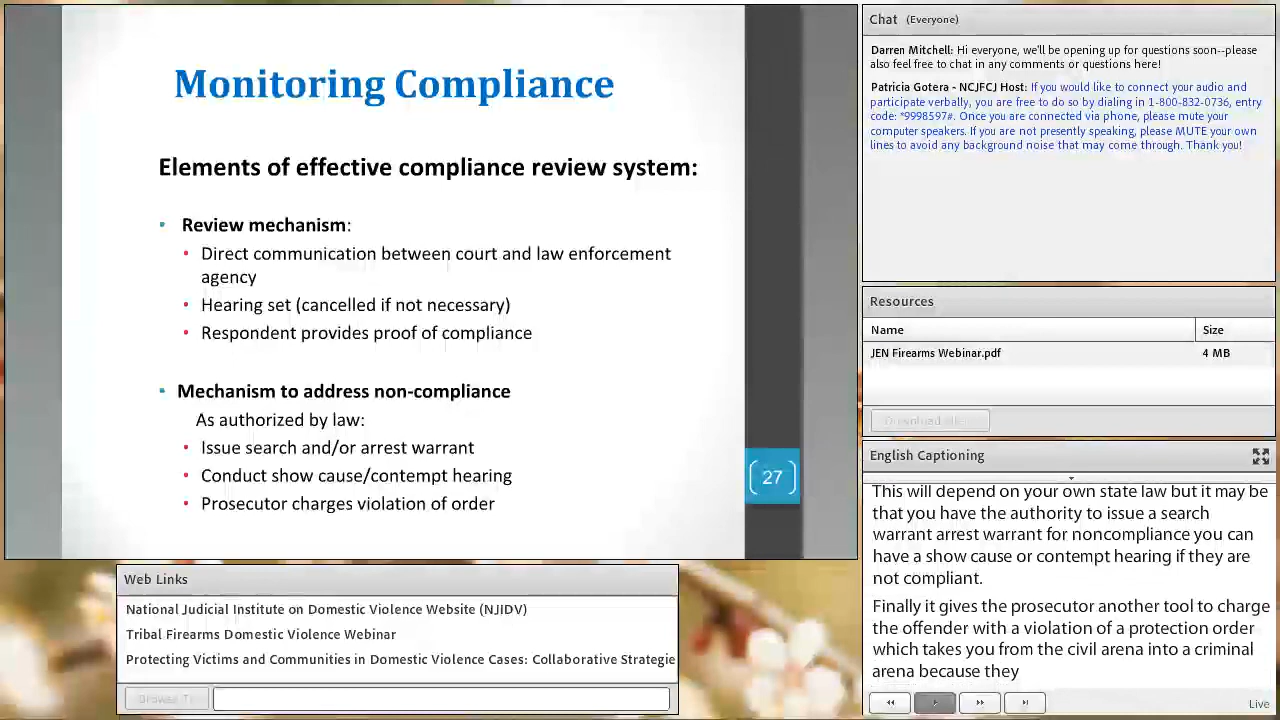 Monitoring Compliance
Elements of effective compliance review system:
• Review mechanism:
• Direct communication between court and law enforcement
agency
• Hearing set (cancelled if not necessary)
• Respondent provides proof of compliance
• Mechanism to address non-compliance
As authorized by law:
• Issue search and/or arrest warrant
• Conduct show cause/contempt hearing
• Prosecutor charges violation of order
27
Web Links
National Judicial Institute on Domestic Violence Website (NJIDV)
Tribal Firearms Domestic Violence Webinar
Protecting Victims and Communities in Domestic Violence Cases: Collaborative Strategie
Browse To
Chat (Everyone)
Darren Mitchell: Hi everyone, we'll be opening up for questions soon--please
also feel free to chat in any comments or questions here!
Patricia Gotera - NCJFCJ Host: If you would like to connect your audio and
participate verbally, you are free to do so by dialing in 1-800-832-0736, entry
code: *9998597#. Once you are connected via phone, please mute your
computer speakers. If you are not presently speaking, please MUTE your own
lines to avoid any background noise that may come through. Thank you!
Resources
Name Size
JEN Firearms Webinar.pdf 4 MB
Download
English Captioning
This will depend on your own state law but it may be
that you have the authority to issue a search
warrant arrest warrant for noncompliance you can
have a show cause or contempt hearing if they are
not compliant.
Finally it gives the prosecutor another tool to charge
the offender with a violation of a protection order
which takes you from the civil arena into a criminal
arena because they
Live